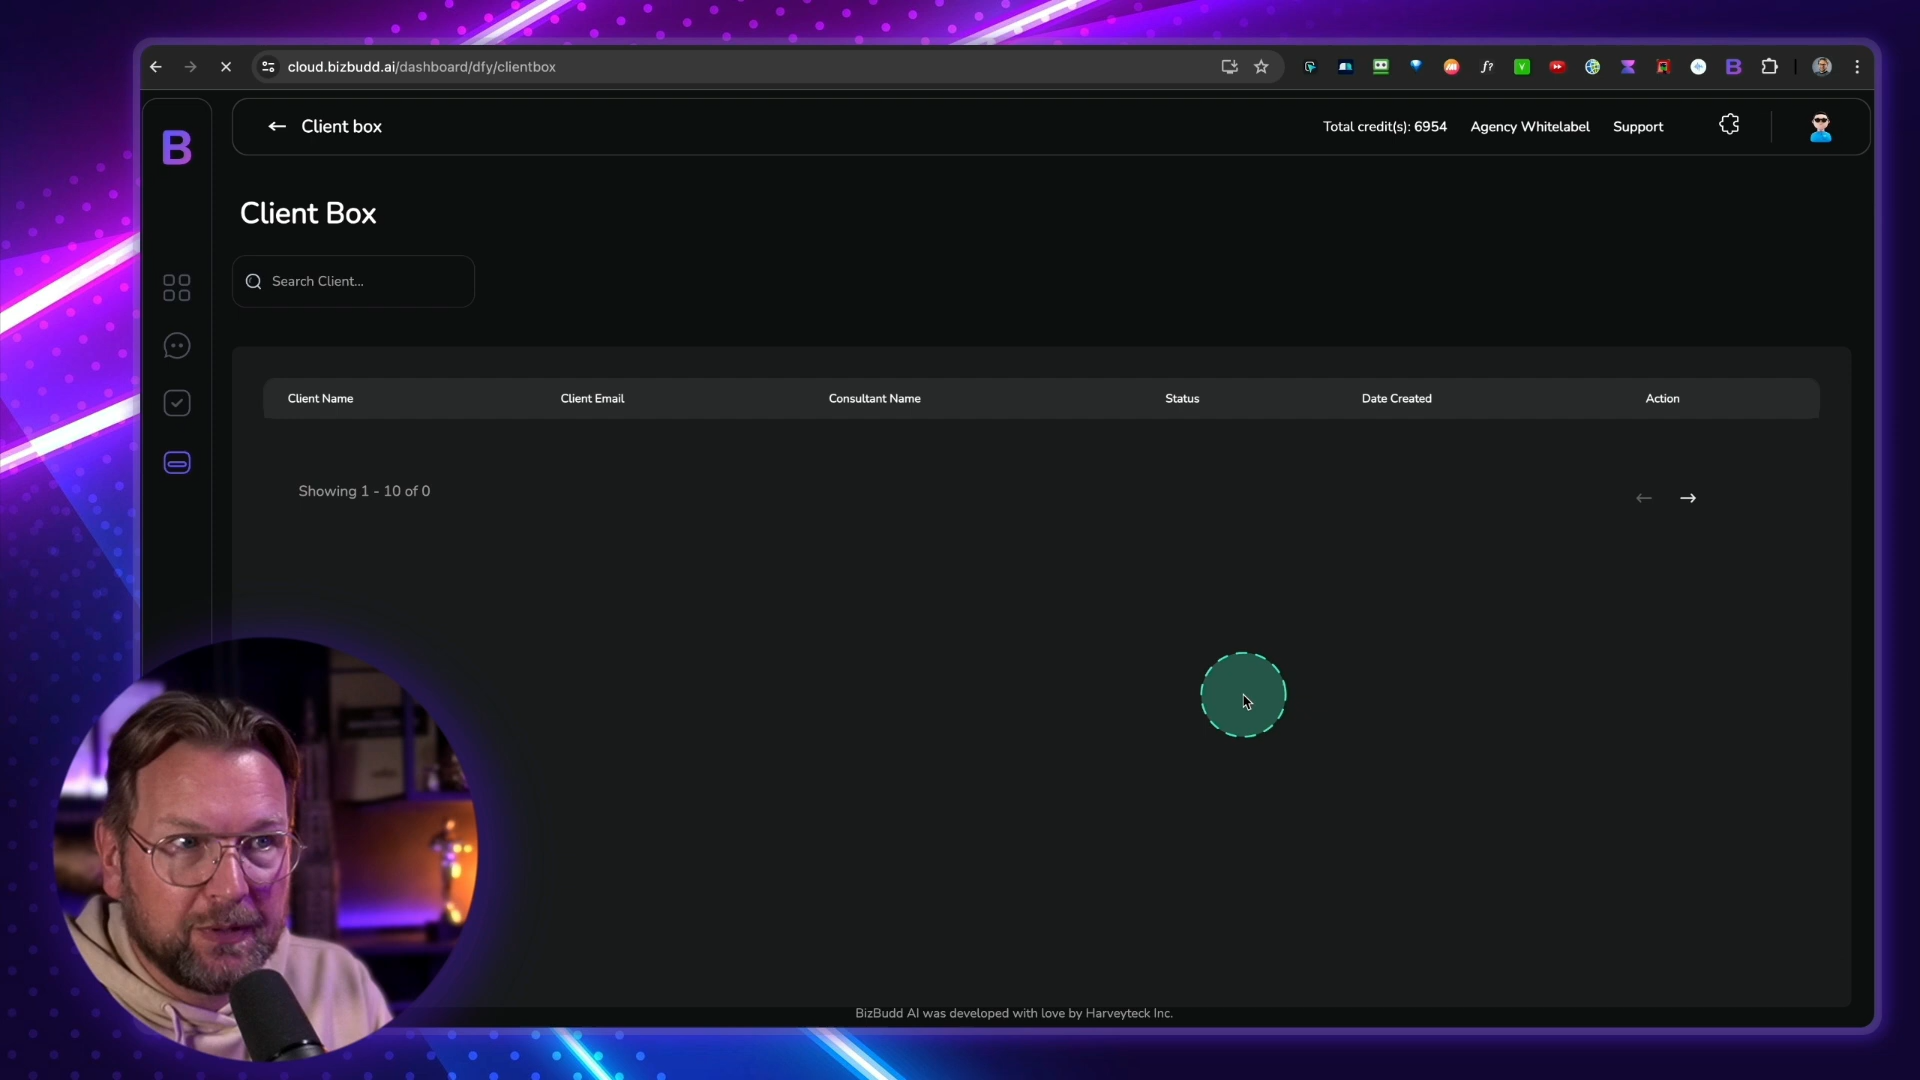 cloud.bizbudd.ai/dashboard/dfy/clientbox
B
Client box
Total credit(s): 6954
Agency Whitelabel
Support
Client Box
Search Client...
Client Name
Client Email
Consultant Name
Status
Date Created
Action
Showing 1 - 10 of 0
BizBudd AI was developed with love by Harveyteck Inc.